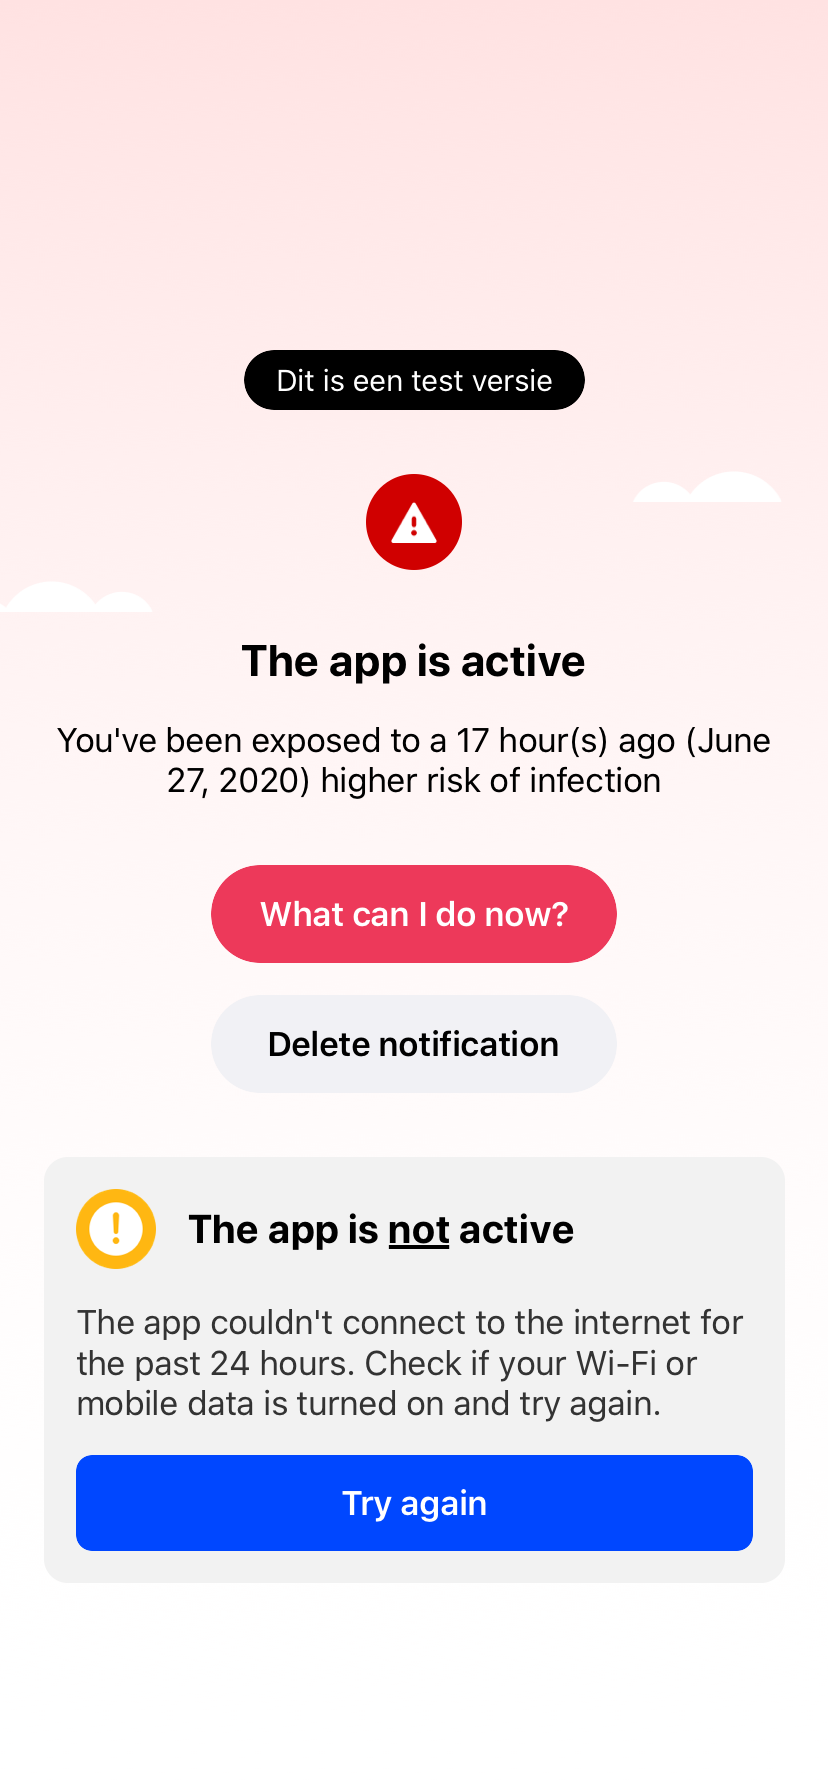 Dit is een test versie
The app is active
You've been exposed to a 17 hour(s) ago (June
27, 2020) higher risk of infection
What can I do now?
Delete notification
The app is not active
The app couldn't connect to the internet for
the past 24 hours. Check if your Wi-Fi or
mobile data is turned on and try again.
Try again